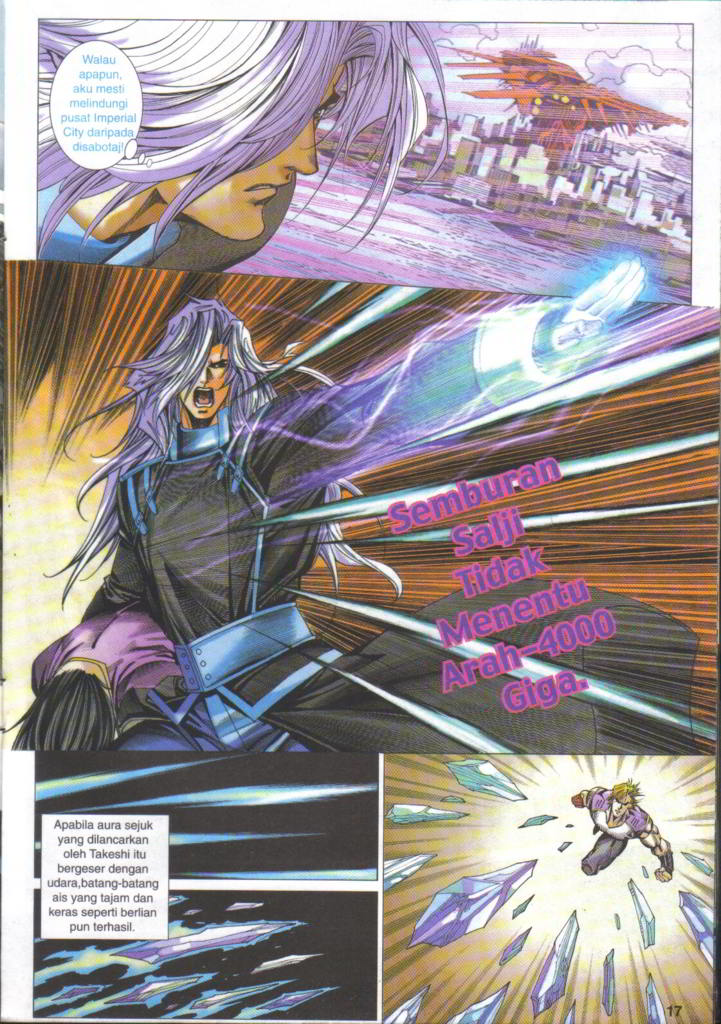 Walau
apapun,
aku mesti
melindungi
pusat Imperial
City daripada
disabotaj!
Semburan
Salji
Tidak
Menentu
Arah-4000
Giga.
Apabila aura sejuk
yang dilancarkan
oleh Takeshi itu
bergeser dengan
udara,batang-batang
ais yang tajam dan
keras seperti berlian
pun terhasil.
17